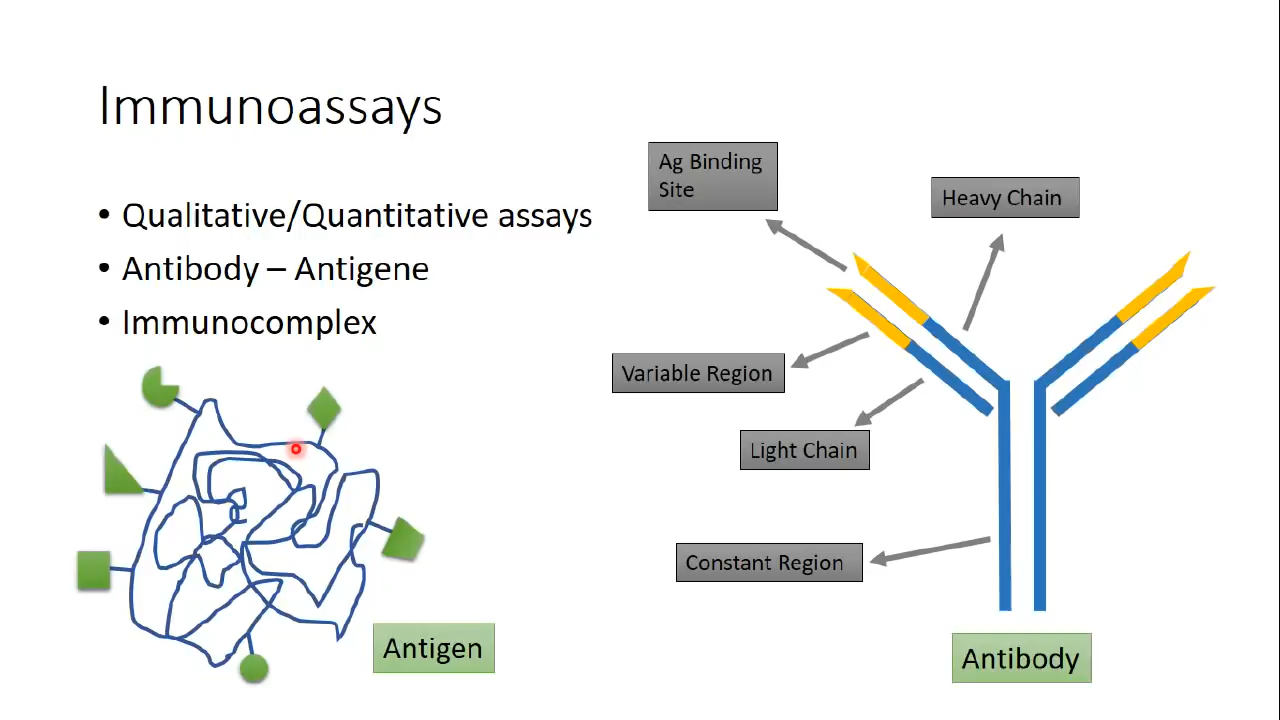 Immunoassays
• Qualitative/Quantitative assays
• Antibody – Antigene
• Immunocomplex
Antigen
Ag Binding
Site
Heavy Chain
Variable Region
Light Chain
Constant Region
Antibody